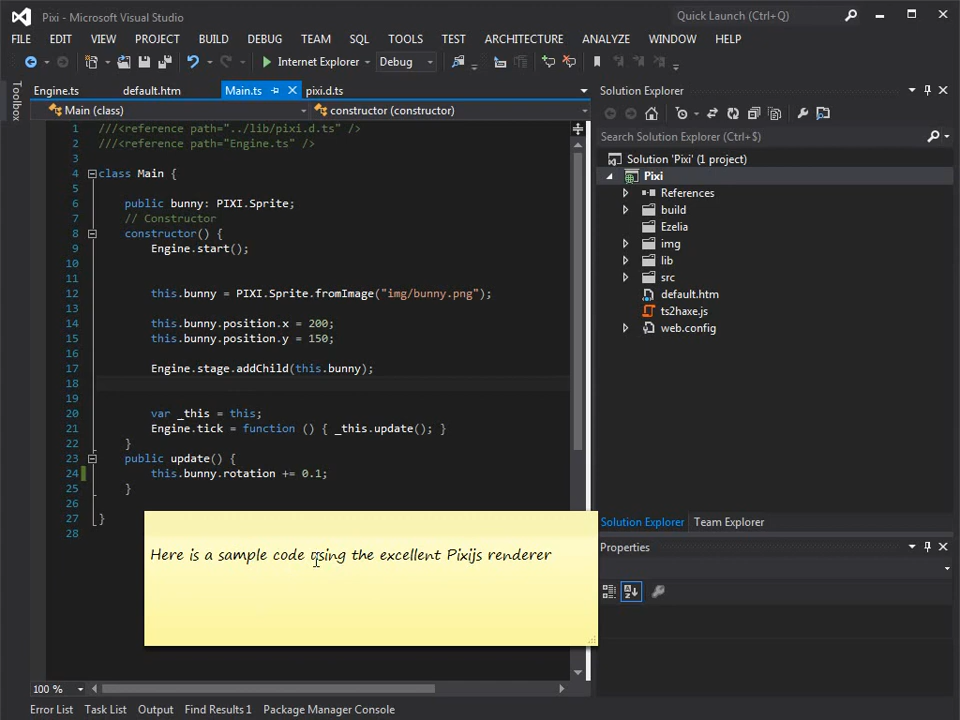 Pixi - Microsoft Visual Studio
Quick Launch (Ctrl+Q)
FILE EDIT VIEW PROJECT BUILD DEBUG TEAM SQL TOOLS TEST ARCHITECTURE ANALYZE WINDOW HELP
Internet Explorer Debug
Toolbox
Engine.ts default.htm Main.ts pixi.d.ts
Main (class) constructor (constructor)
1 ///<reference path="../lib/pixi.d.ts" />
2 ///<reference path="Engine.ts" />
3
4 class Main {
5
6 public bunny: PIXI.Sprite;
7 // Constructor
8 constructor() {
9 Engine.start();
10
11
12 this.bunny = PIXI.Sprite.fromImage("img/bunny.png");
13
14 this.bunny.position.x = 200;
15 this.bunny.position.y = 150;
16
17 Engine.stage.addChild(this.bunny);
18
19
20 var _this = this;
21 Engine.tick = function () { _this.update(); }
22 }
23 public update() {
24 this.bunny.rotation += 0.1;
25 }
26
27 }
28
Here is a sample code using the excellent Pixijs renderer
100 %
Solution Explorer
Search Solution Explorer (Ctrl+$)
Solution 'Pixi' (1 project)
Pixi
References
build
Ezelia
img
lib
src
default.htm
ts2haxe.js
web.config
Solution Explorer Team Explorer
Properties
Error List Task List Output Find Results 1 Package Manager Console